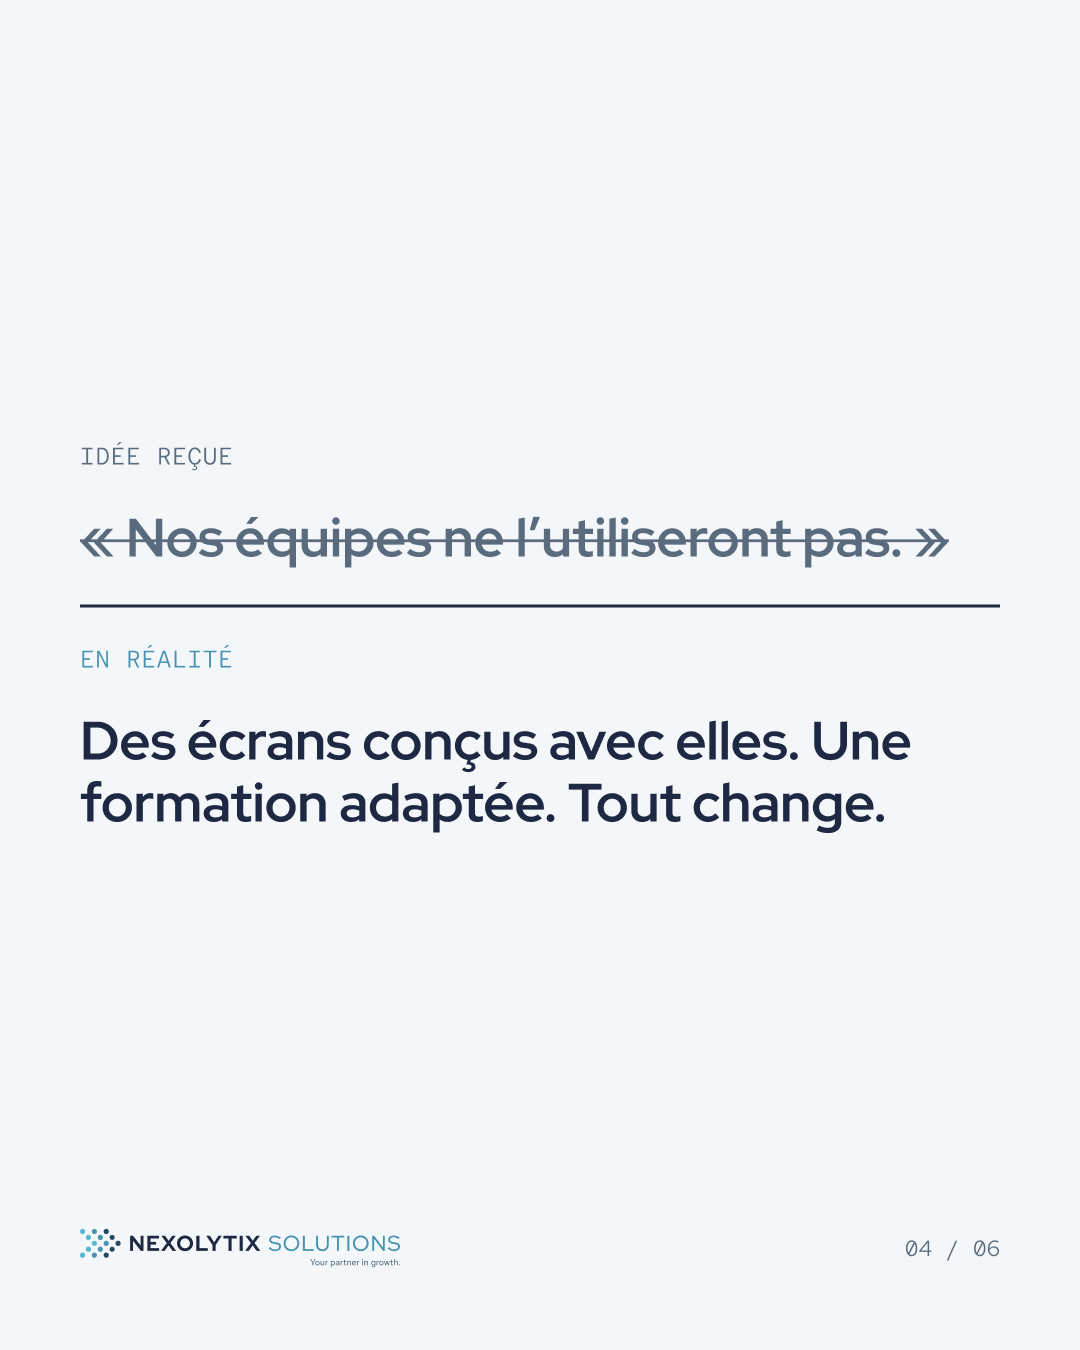 IDÉE REÇUE
« Nos équipes ne l’utiliseront pas. »
EN RÉALITÉ
Des écrans conçus avec elles. Une
formation adaptée. Tout change.
NEXOLYTIX SOLUTIONS
Your partner in growth.
04 / 06